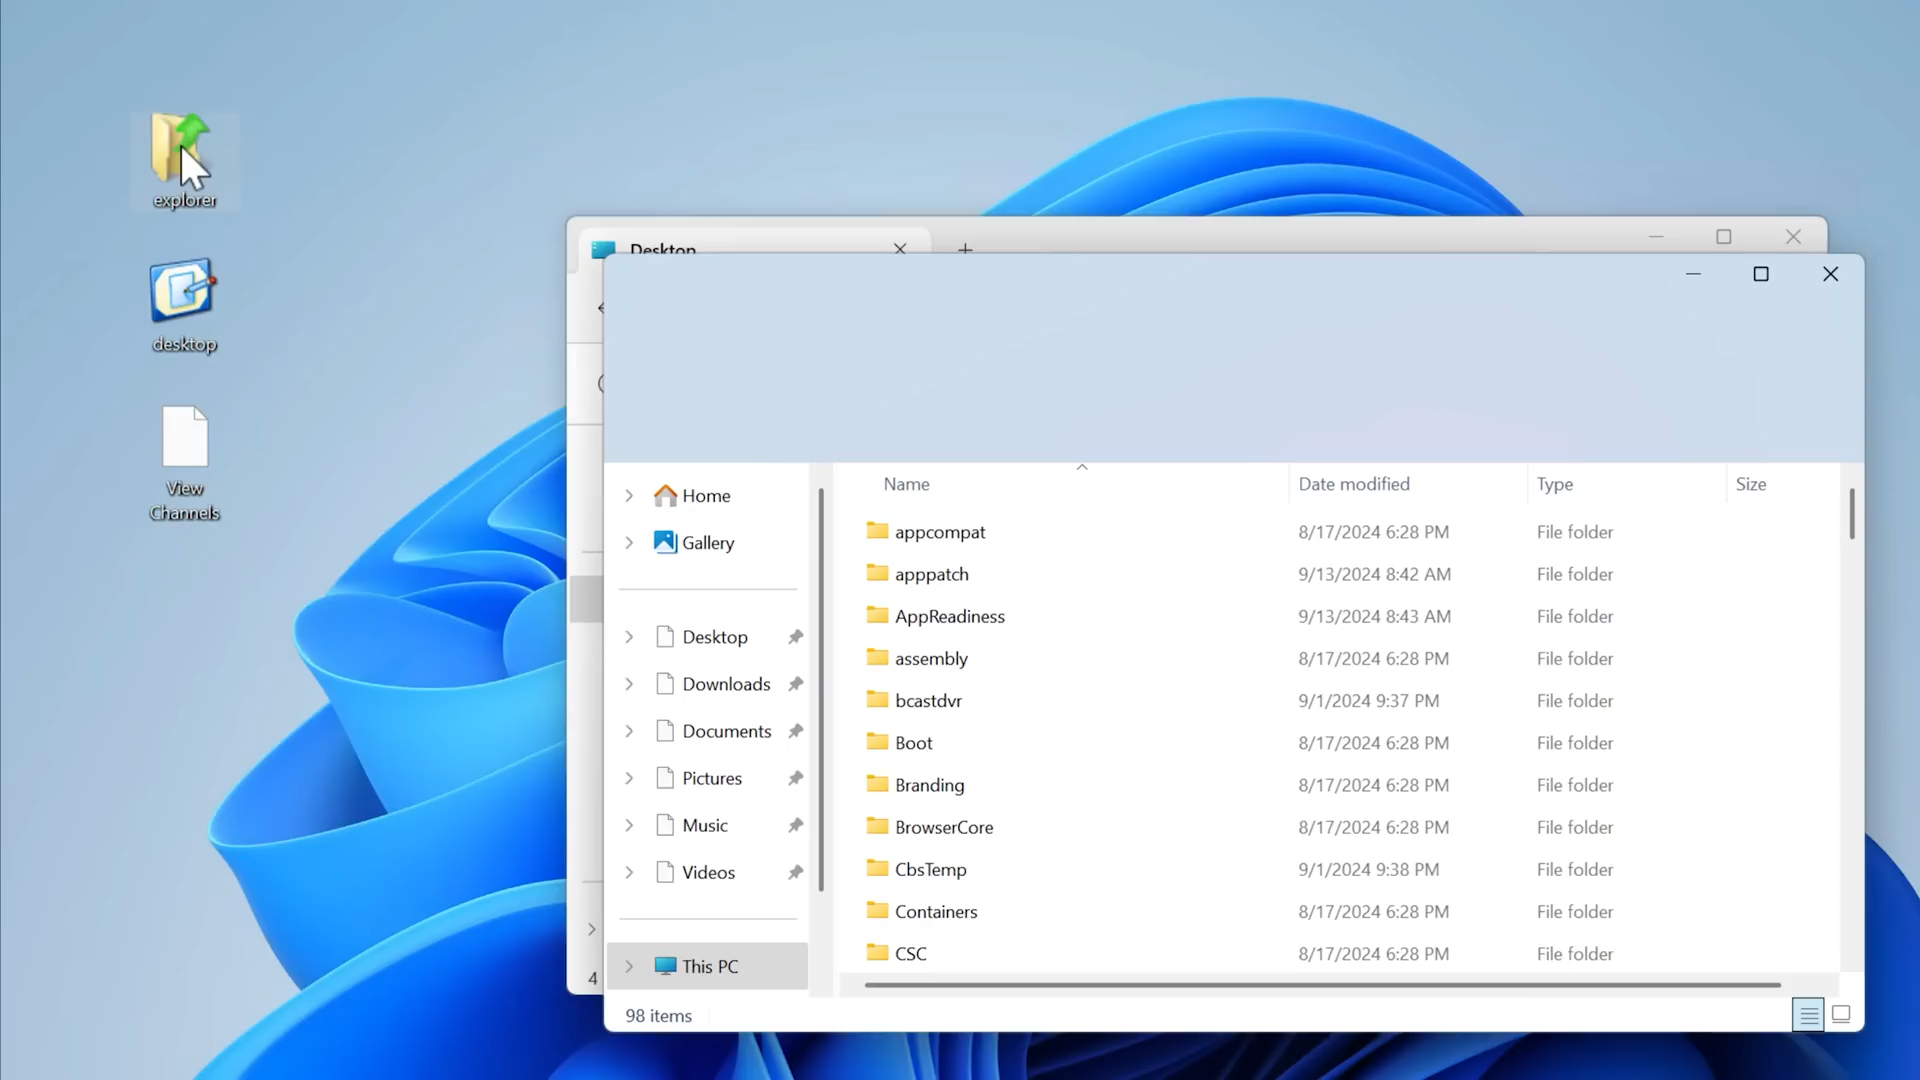 explorer
desktop
View
Channels
Desktop
Home
Gallery
Desktop
Downloads
Documents
Pictures
Music
Videos
This PC
Name Date modified Type Size
appcompat 8/17/2024 6:28 PM File folder
apppatch 9/13/2024 8:42 AM File folder
AppReadiness 9/13/2024 8:43 AM File folder
assembly 8/17/2024 6:28 PM File folder
bcastdvr 9/1/2024 9:37 PM File folder
Boot 8/17/2024 6:28 PM File folder
Branding 8/17/2024 6:28 PM File folder
BrowserCore 8/17/2024 6:28 PM File folder
CbsTemp 9/1/2024 9:38 PM File folder
Containers 8/17/2024 6:28 PM File folder
CSC 8/17/2024 6:28 PM File folder
4
98 items